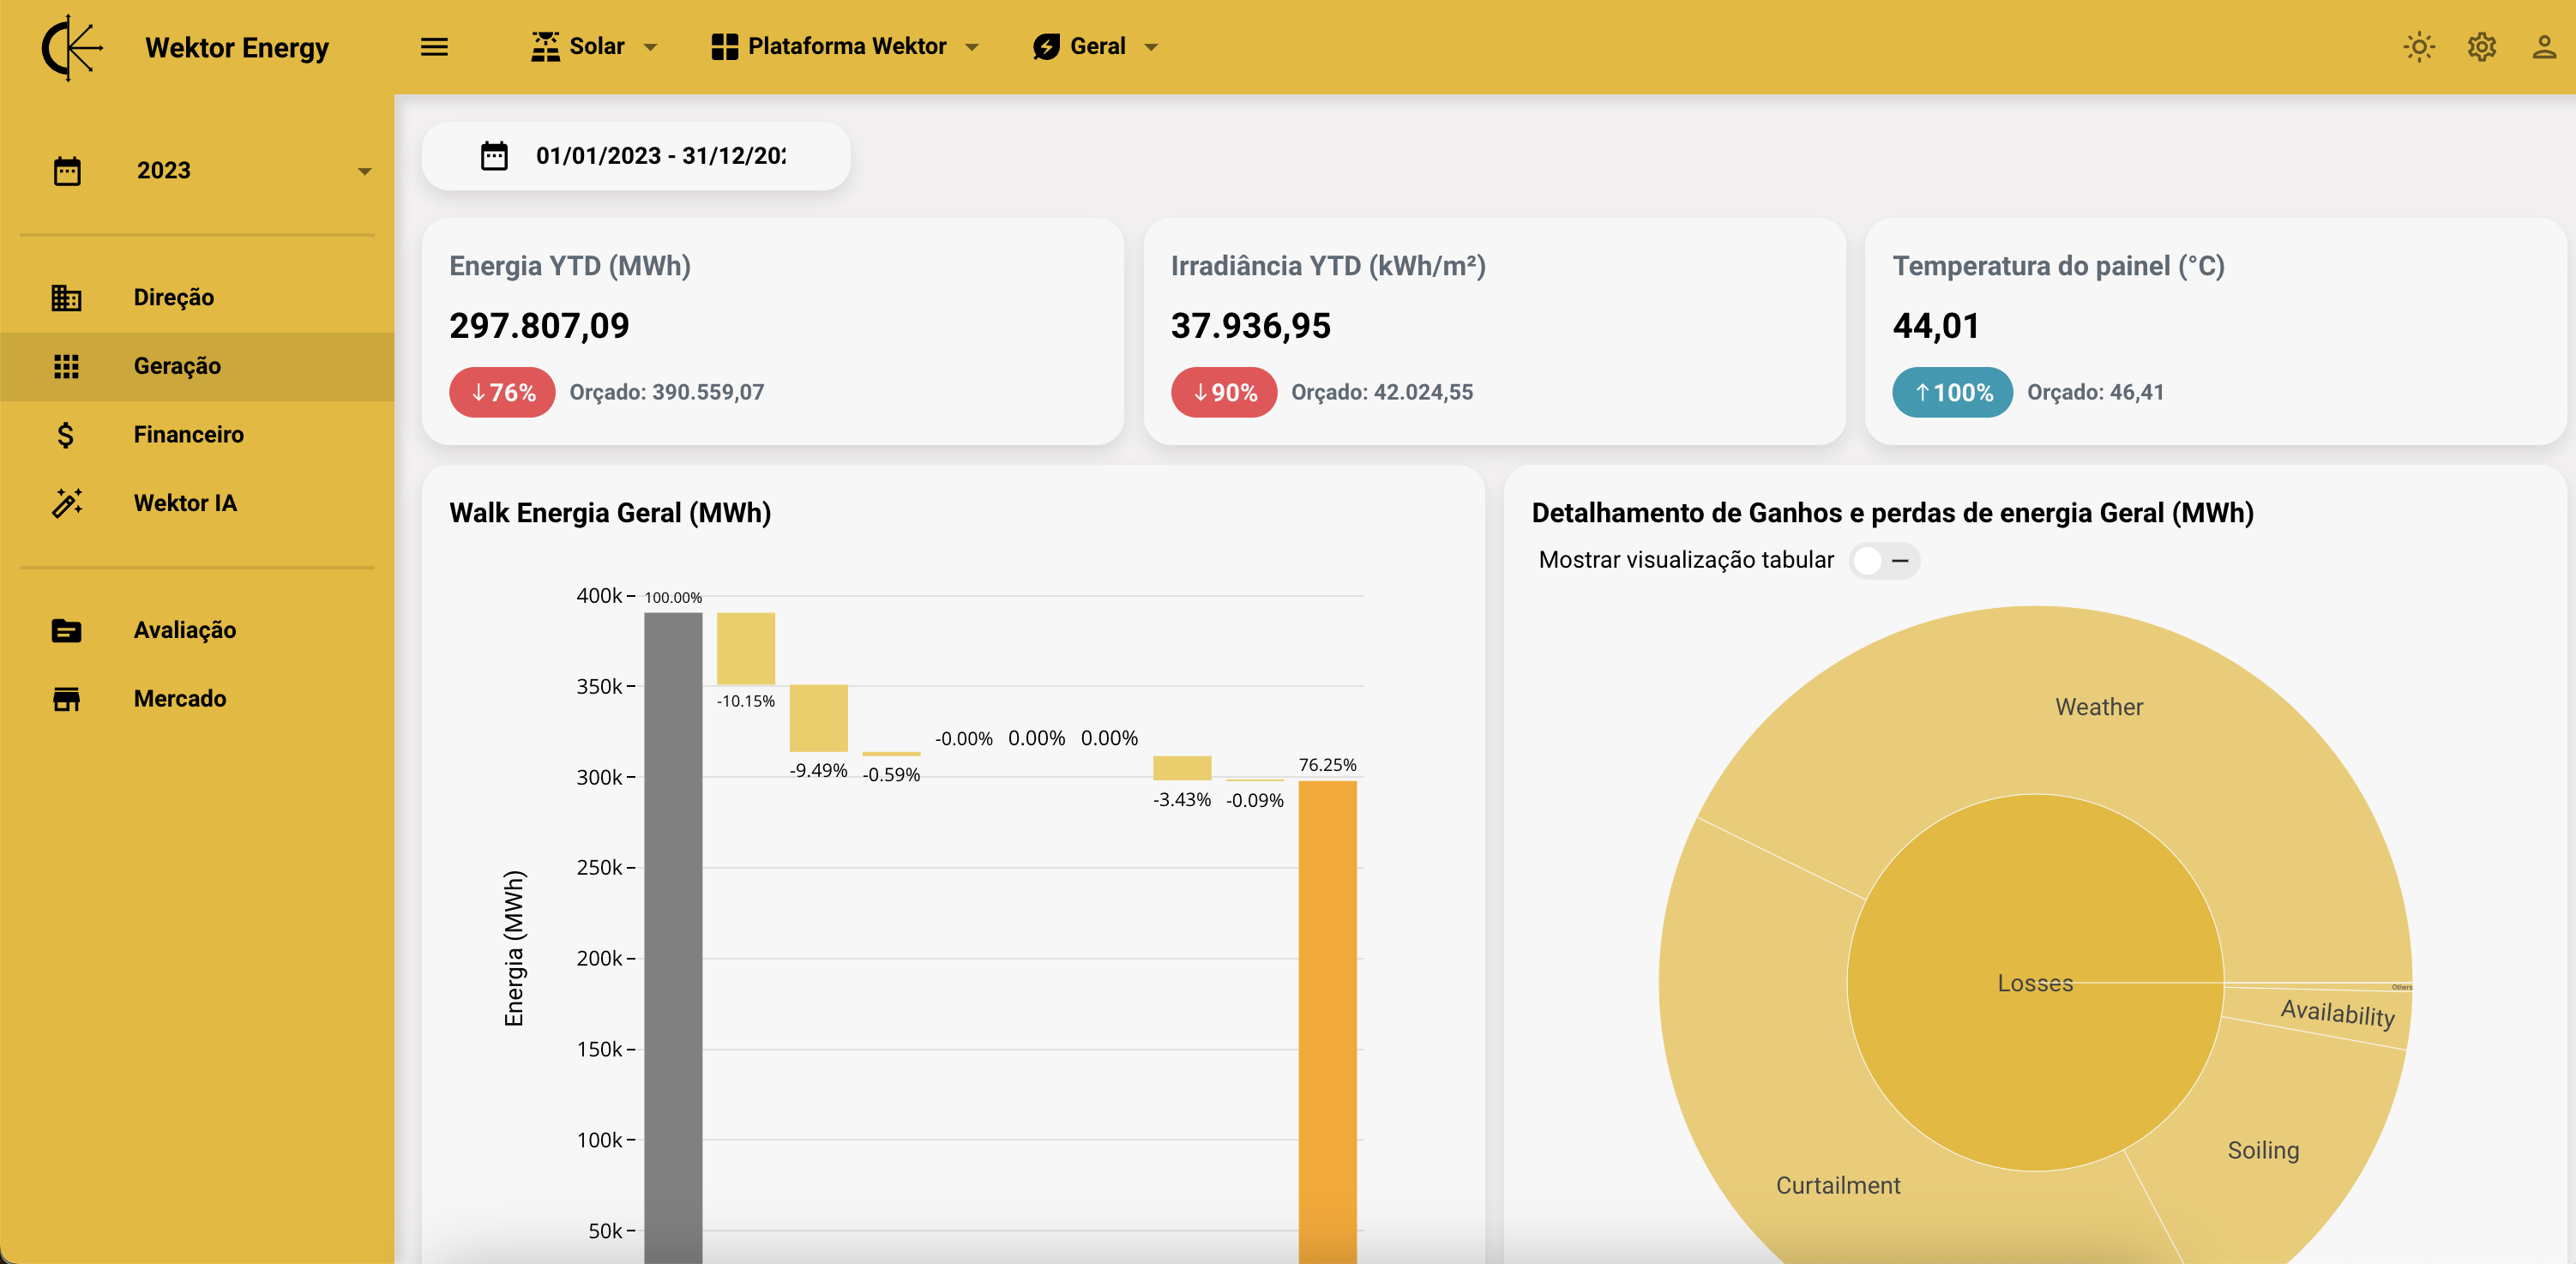 Wektor Energy
Solar
Plataforma Wektor
Geral
2023
Direção
Geração
Financeiro
Wektor IA
Avaliação
Mercado
01/01/2023 - 31/12/202
Energia YTD (MWh)
297.807,09
↓76% Orçado: 390.559,07
Irradiância YTD (kWh/m²)
37.936,95
↓90% Orçado: 42.024,55
Temperatura do painel (°C)
44,01
↑100% Orçado: 46,41
Walk Energia Geral (MWh)
Energia (MWh)
400k
350k
300k
250k
200k
150k
100k
50k
100.00%
-10.15%
-9.49%
-0.59%
-0.00%
0.00%
0.00%
-3.43%
-0.09%
76.25%
Detalhamento de Ganhos e perdas de energia Geral (MWh)
Mostrar visualização tabular
Weather
Losses
Others
Availability
Soiling
Curtailment